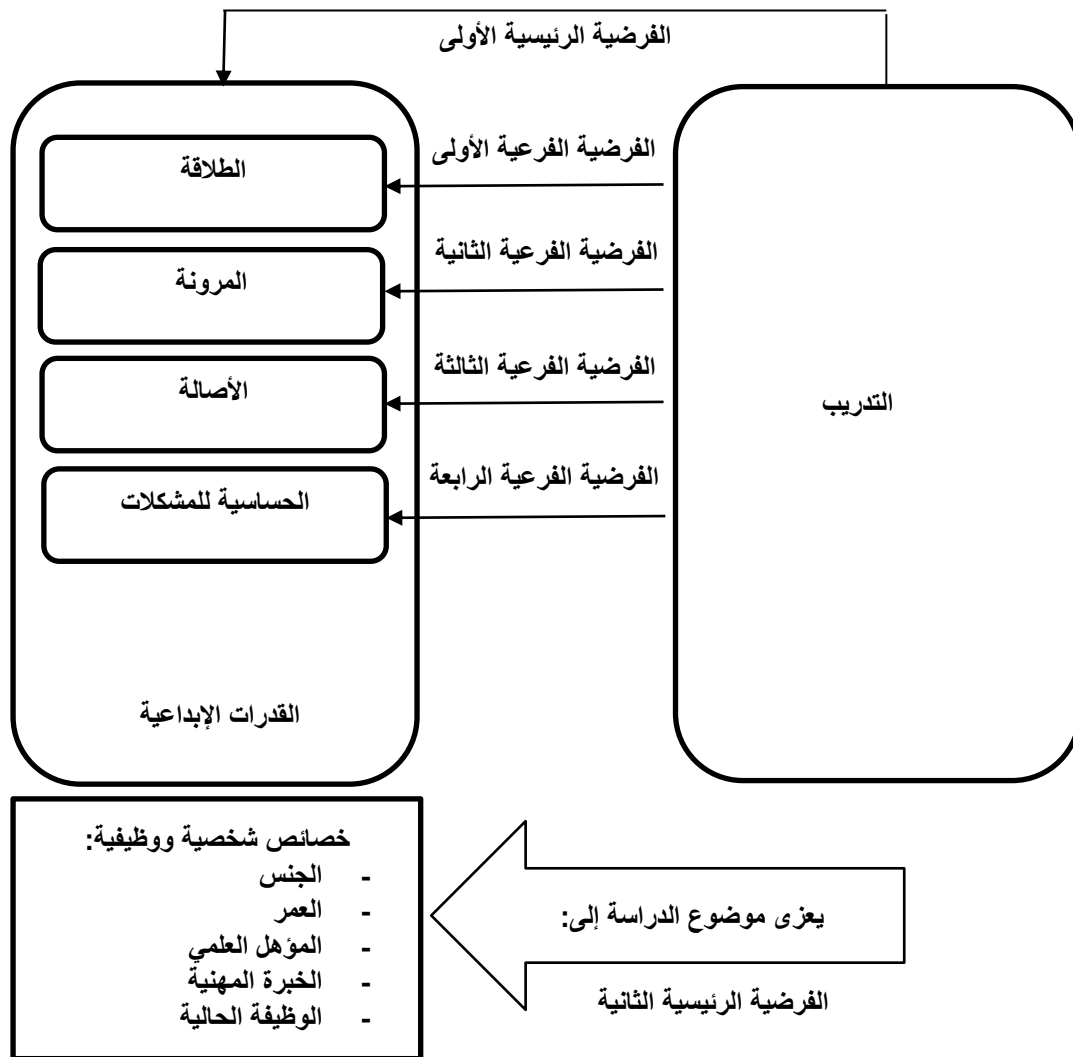 الفرضية الرئيسية الأولى
التدريب
الفرضية الفرعية الأولى
الفرضية الفرعية الثانية
الفرضية الفرعية الثالثة
الفرضية الفرعية الرابعة
الطلاقة
المرونة
الأصالة
الحساسية للمشكلات
القدرات الإبداعية
يعزى موضوع الدراسة إلى:
الفرضية الرئيسية الثانية
خصائص شخصية ووظيفية:
- الجنس
- العمر
- المؤهل العلمي
- الخبرة المهنية
- الوظيفة الحالية